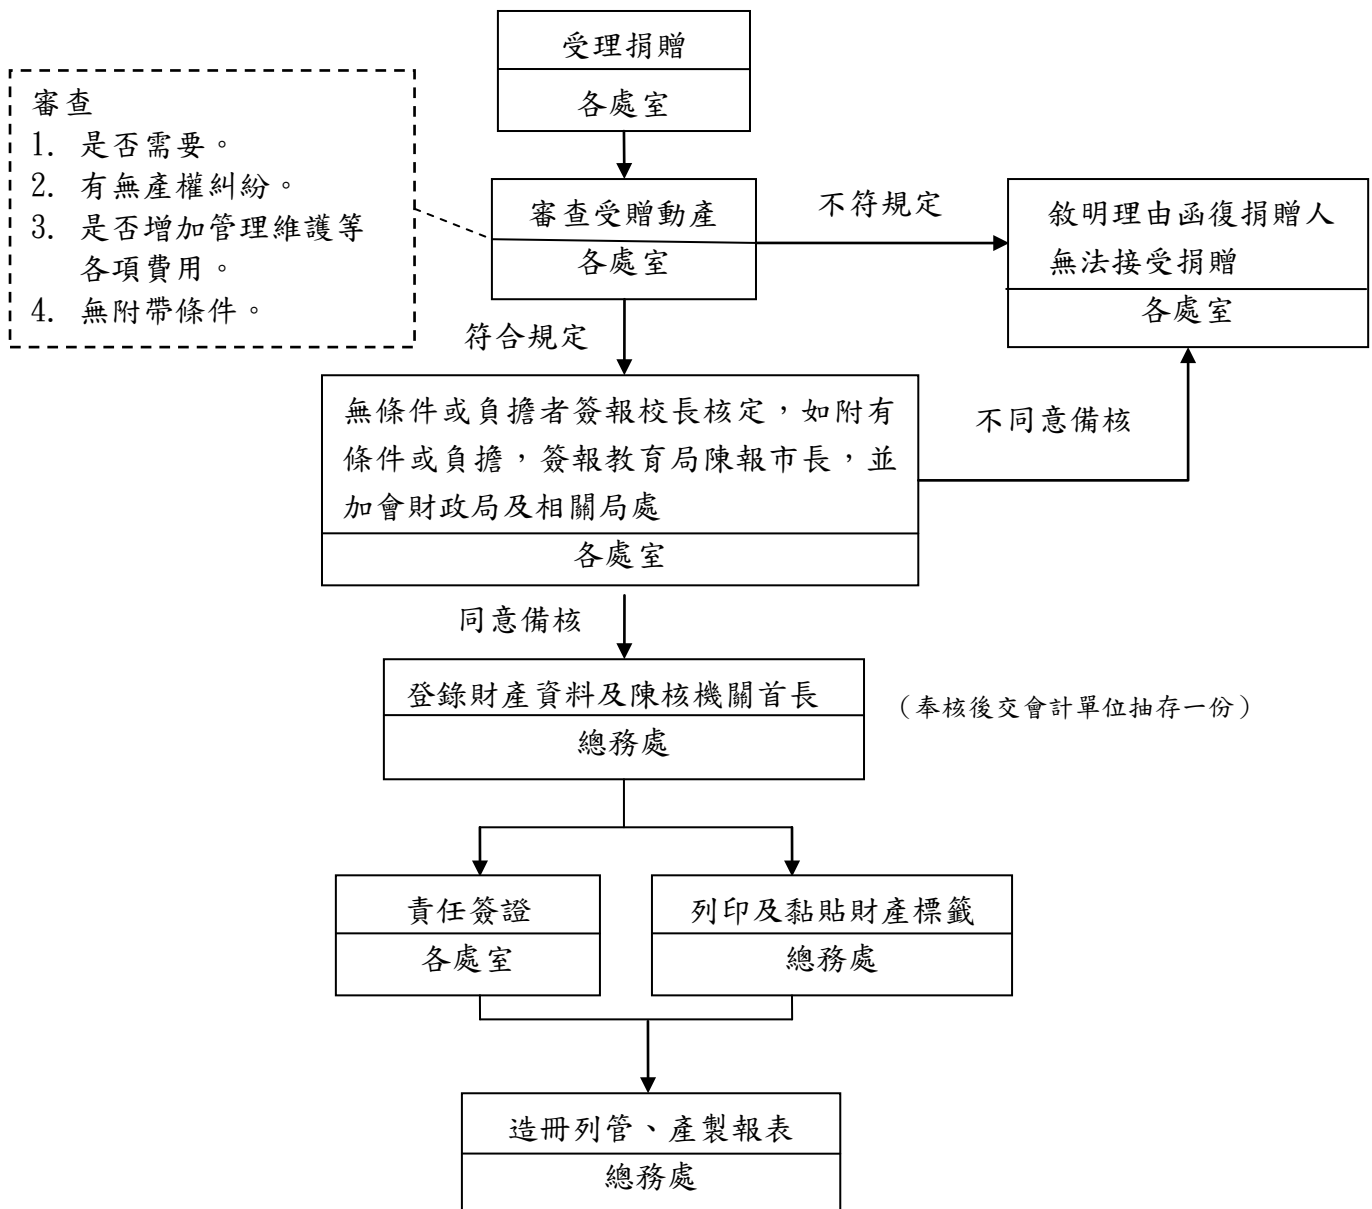 受理捐贈
各處室
審查
1. 是否需要。
2. 有無產權糾紛。
3. 是否增加管理維護等
各項費用。
4. 無附帶條件。
審查受贈動產
各處室
不符規定
敘明理由函復捐贈人
無法接受捐贈
各處室
符合規定
無條件或負擔者簽報校長核定，如附有
條件或負擔，簽報教育局陳報市長，並
加會財政局及相關局處
各處室
不同意備核
同意備核
登錄財產資料及陳核機關首長
總務處
（奉核後交會計單位抽存一份）
責任簽證
各處室
列印及黏貼財產標籤
總務處
造冊列管、產製報表
總務處